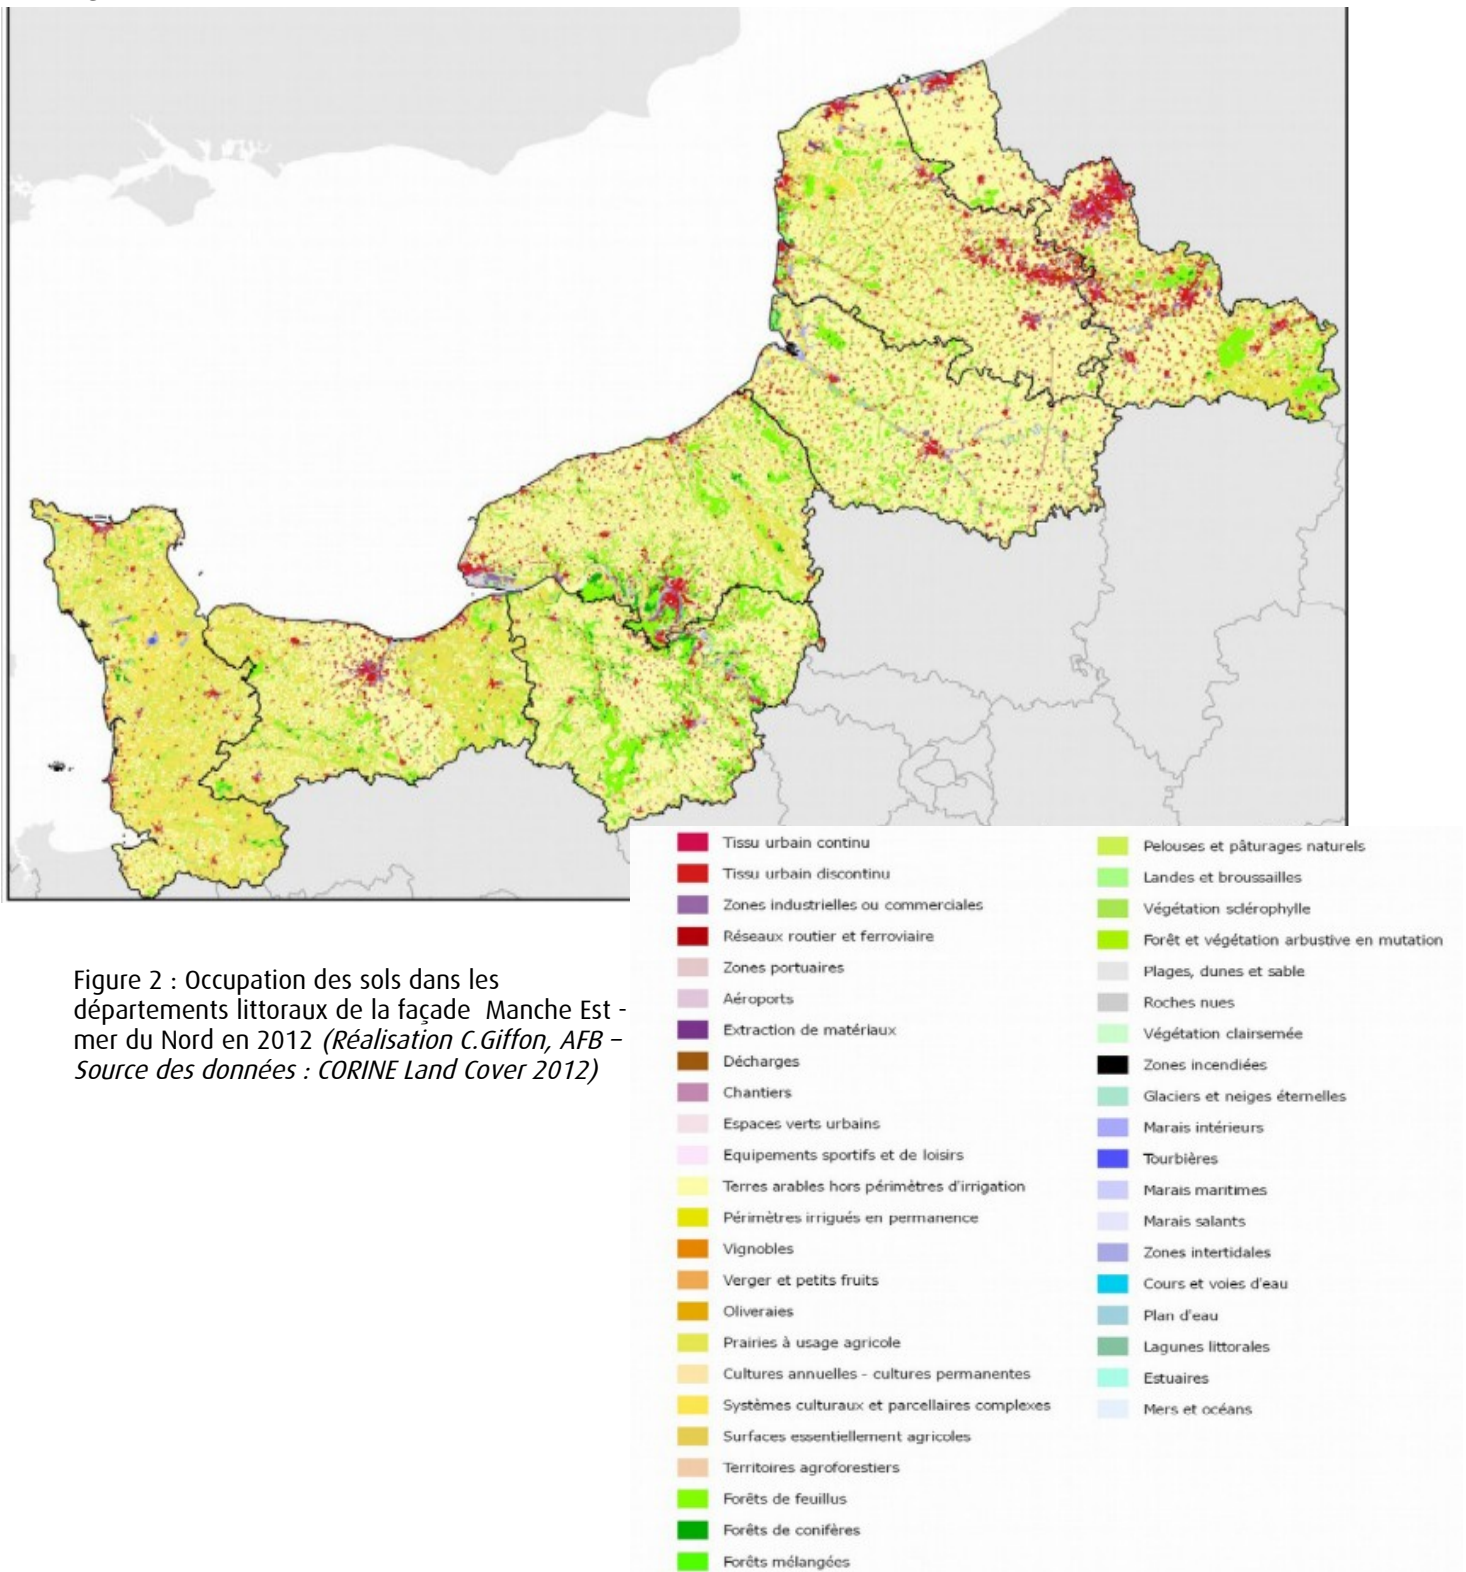 Tissu urbain continu
Tissu urbain discontinu
Zones industrielles ou commerciales
Réseaux routier et ferroviaire
Zones portuaires
Aéroports
Extraction de matériaux
Décharges
Chantiers
Espaces verts urbains
Equipements sportifs et de loisirs
Terres arables hors périmètres d'irrigation
Périmètres irrigués en permanence
Vignobles
Verger et petits fruits
Oliveraies
Prairies à usage agricole
Cultures annuelles - cultures permanentes
Systèmes culturaux et parcellaires complexes
Surfaces essentiellement agricoles
Territoires agroforestiers
Forêts de feuillus
Forêts de conifères
Forêts mélangées
Pelouses et pâturages naturels
Landes et broussailles
Végétation sclérophylle
Forêt et végétation arbustive en mutation
Plages, dunes et sable
Roches nues
Végétation clairsemée
Zones incendiées
Glaciers et neiges éternelles
Marais intérieurs
Tourbières
Marais maritimes
Marais salants
Zones intertidales
Cours et voies d'eau
Plan d'eau
Lagunes littorales
Estuaires
Mers et océans
Figure 2 : Occupation des sols dans les
départements littoraux de la façade  Manche Est -
mer du Nord en 2012 (Réalisation C.Giffon, AFB –
Source des données : CORINE Land Cover 2012)